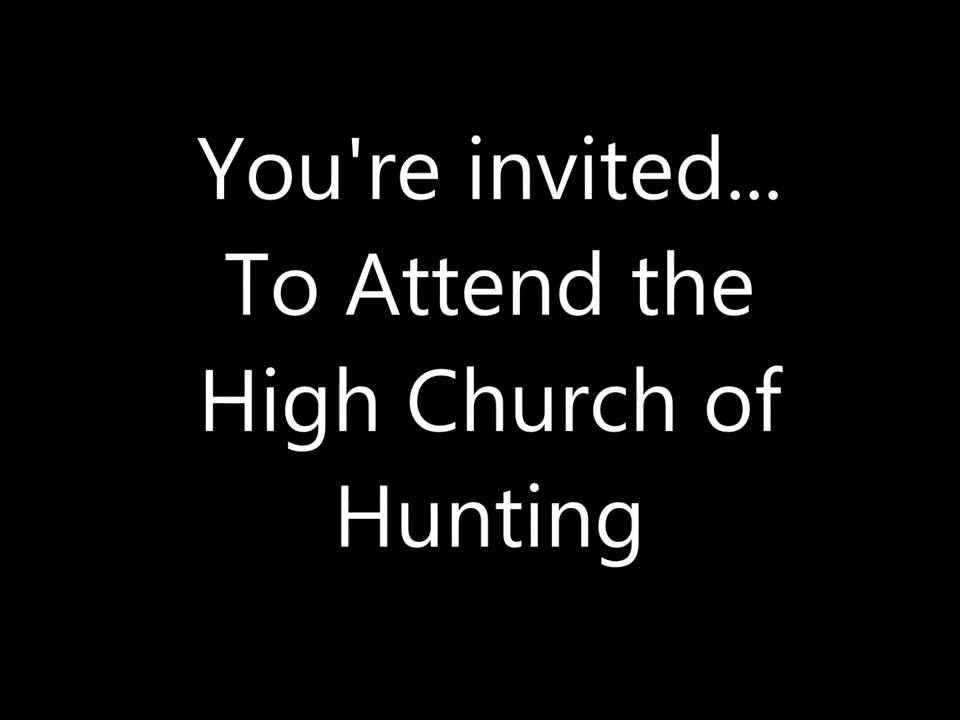 You're invited...
To Attend the
High Church of
Hunting